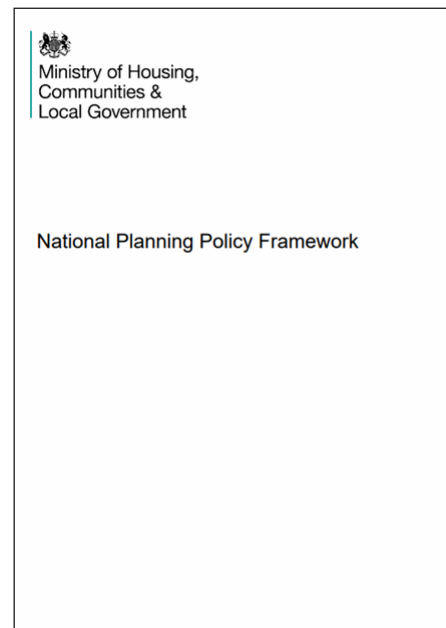 Ministry of Housing,
Communities &
Local Government
National Planning Policy Framework